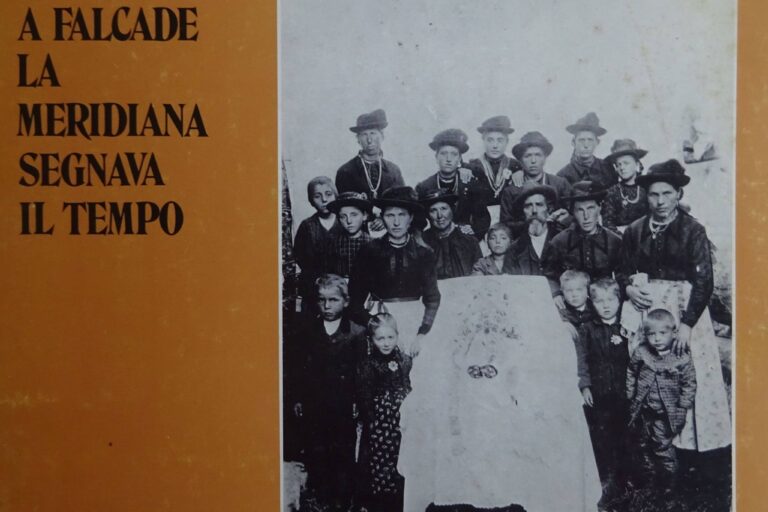 A FALCADE
LA
MERIDIANA
SEGNAVA
IL TEMPO